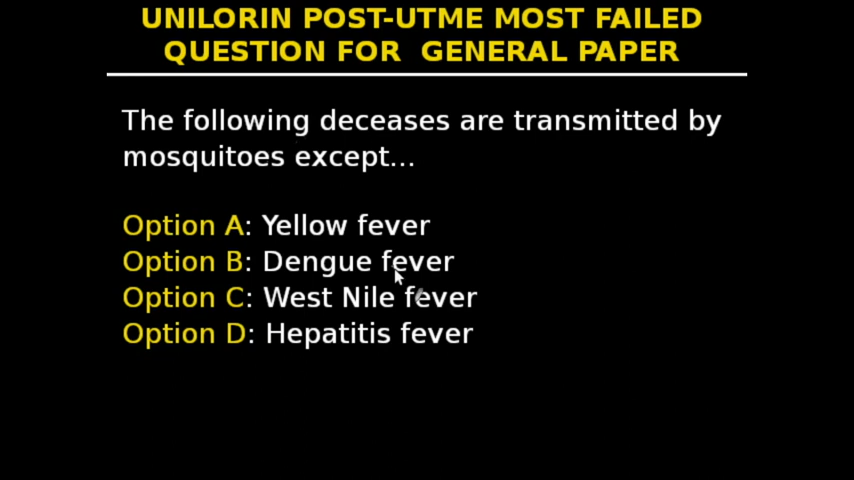 UNILORIN POST-UTME MOST FAILED
QUESTION FOR GENERAL PAPER
The following deceases are transmitted by
mosquitoes except...
Option A: Yellow fever
Option B: Dengue fever
Option C: West Nile fever
Option D: Hepatitis fever